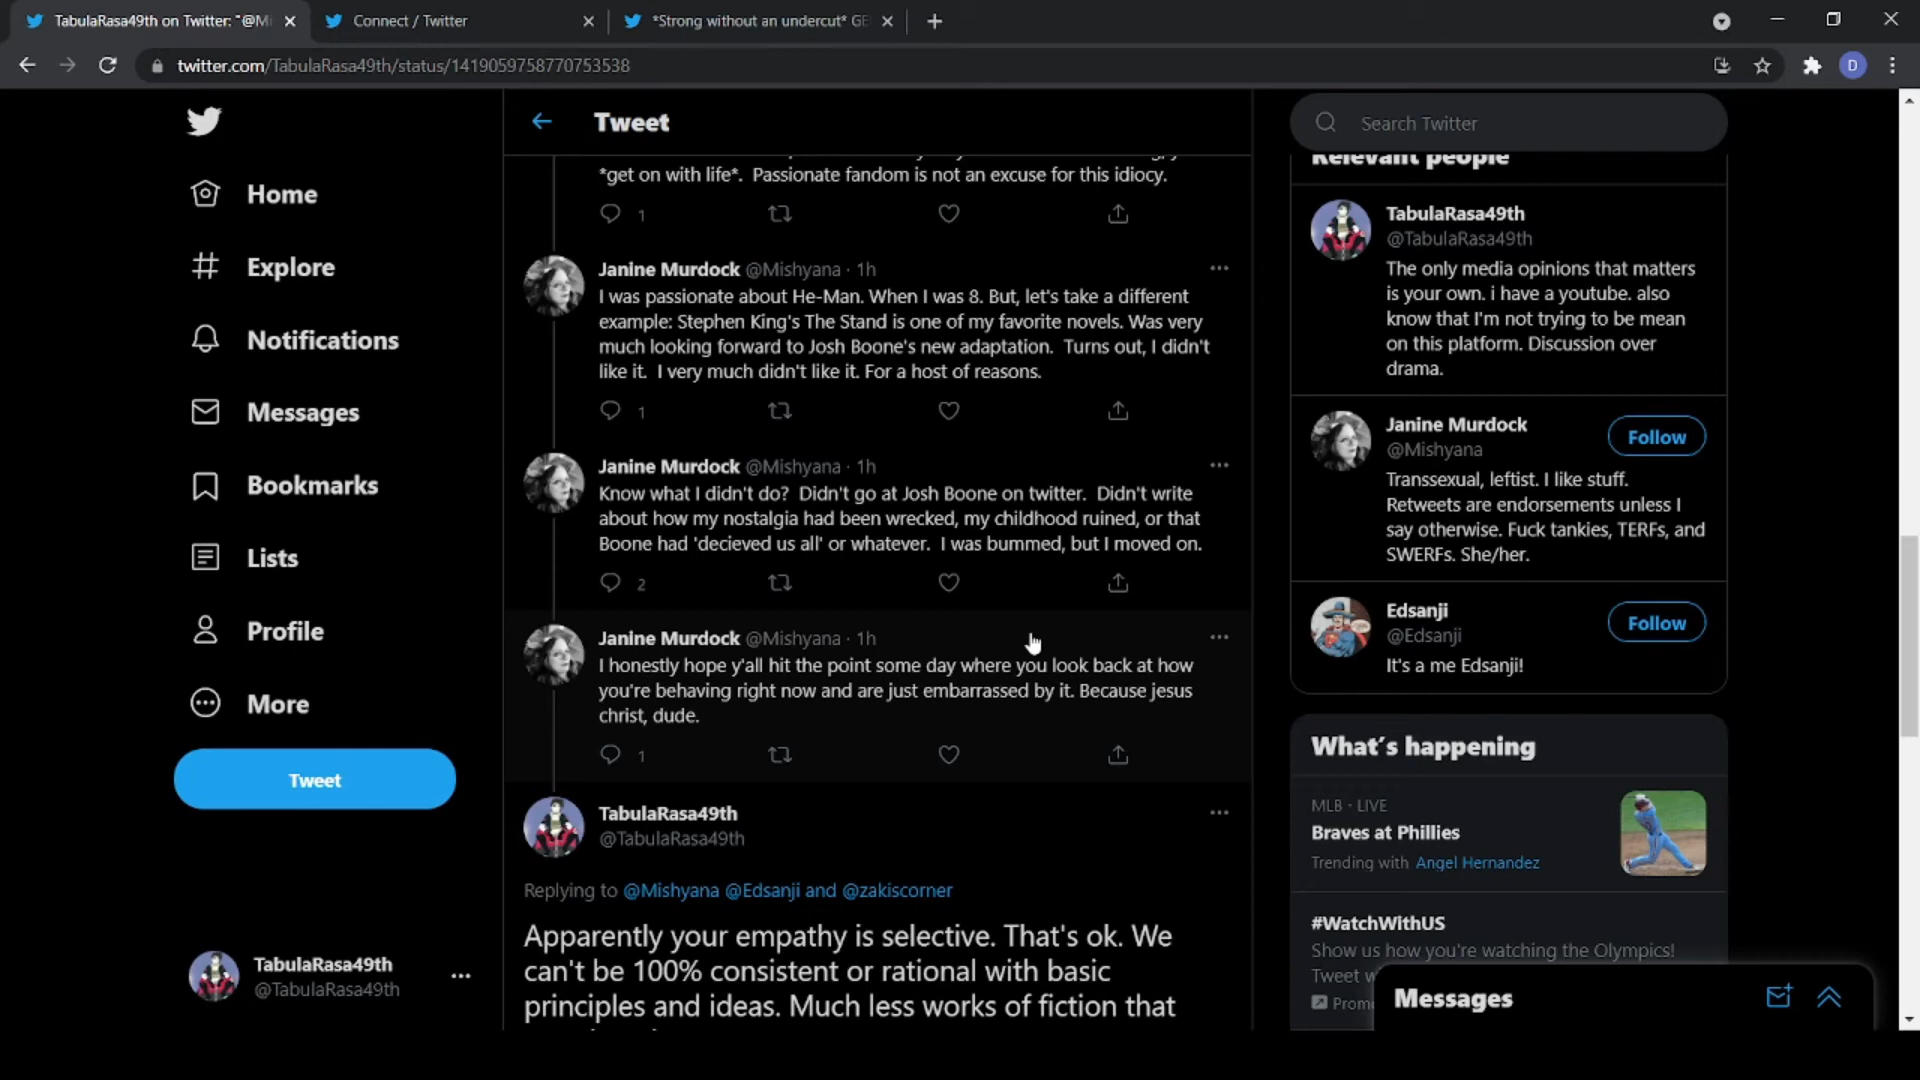 TabulaRasa49th on Twitter: "@Mi
Connect / Twitter
*Strong without an undercut* GE
twitter.com/TabulaRasa49th/status/1419059758770753538
D
Home
Explore
Notifications
Messages
Bookmarks
Lists
Profile
More
Tweet
TabulaRasa49th
@TabulaRasa49th
Tweet
*get on with life*. Passionate fandom is not an excuse for this idiocy.
1
Janine Murdock @Mishyana · 1h
I was passionate about He-Man. When I was 8. But, let's take a different
example: Stephen King's The Stand is one of my favorite novels. Was very
much looking forward to Josh Boone's new adaptation. Turns out, I didn't
like it. I very much didn't like it. For a host of reasons.
1
Janine Murdock @Mishyana · 1h
Know what I didn't do? Didn't go at Josh Boone on twitter. Didn't write
about how my nostalgia had been wrecked, my childhood ruined, or that
Boone had 'decieved us all' or whatever. I was bummed, but I moved on.
2
Janine Murdock @Mishyana · 1h
I honestly hope y'all hit the point some day where you look back at how
you're behaving right now and are just embarrassed by it. Because jesus
christ, dude.
1
TabulaRasa49th
@TabulaRasa49th
Replying to @Mishyana @Edsanji and @zakiscorner
Apparently your empathy is selective. That's ok. We
can't be 100% consistent or rational with basic
principles and ideas. Much less works of fiction that
Search Twitter
Relevant people
TabulaRasa49th
@TabulaRasa49th
The only media opinions that matters
is your own. i have a youtube. also
know that I'm not trying to be mean
on this platform. Discussion over
drama.
Janine Murdock
@Mishyana
Follow
Transsexual, leftist. I like stuff.
Retweets are endorsements unless I
say otherwise. Fuck tankies, TERFs, and
SWERFs. She/her.
Edsanji
@Edsanji
Follow
It's a me Edsanji!
What's happening
MLB · LIVE
Braves at Phillies
Trending with Angel Hernandez
#WatchWithUS
Show us how you're watching the Olympics!
Tweet
Messages